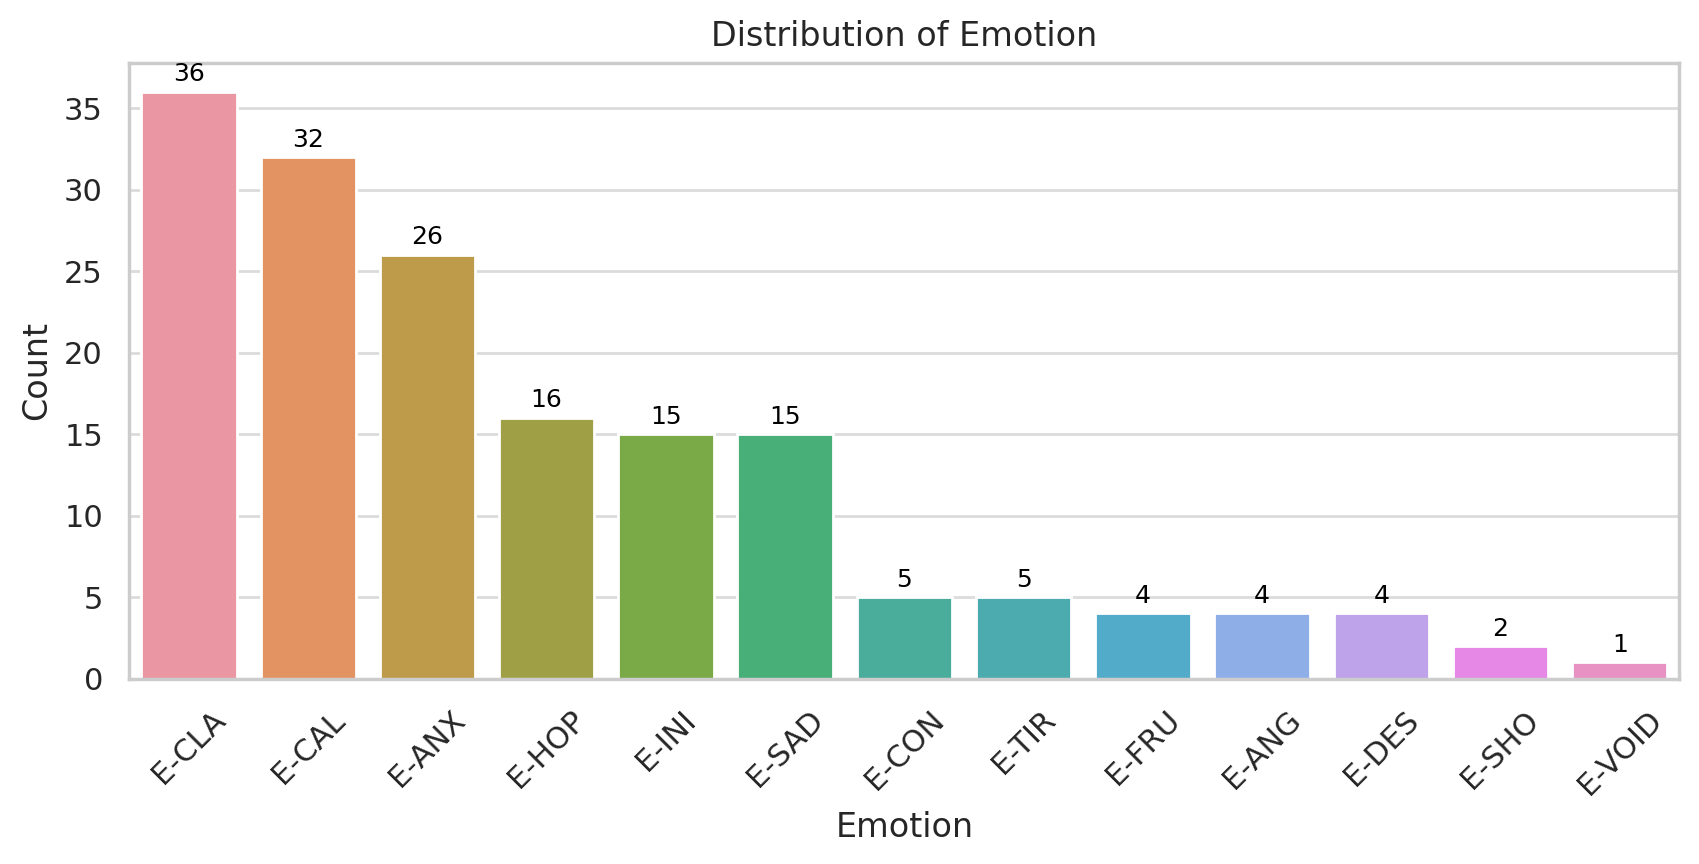 Distribution of Emotion
36
32
26
16
15
15
5
5
4
4
4
2
1
35
30
25
20
15
10
5
0
Count
E-CLA
E-CAL
E-ANX
E-HOP
E-INI
E-SAD
E-CON
E-TIR
E-FRU
E-ANG
E-DES
E-SHO
E-VOID
Emotion